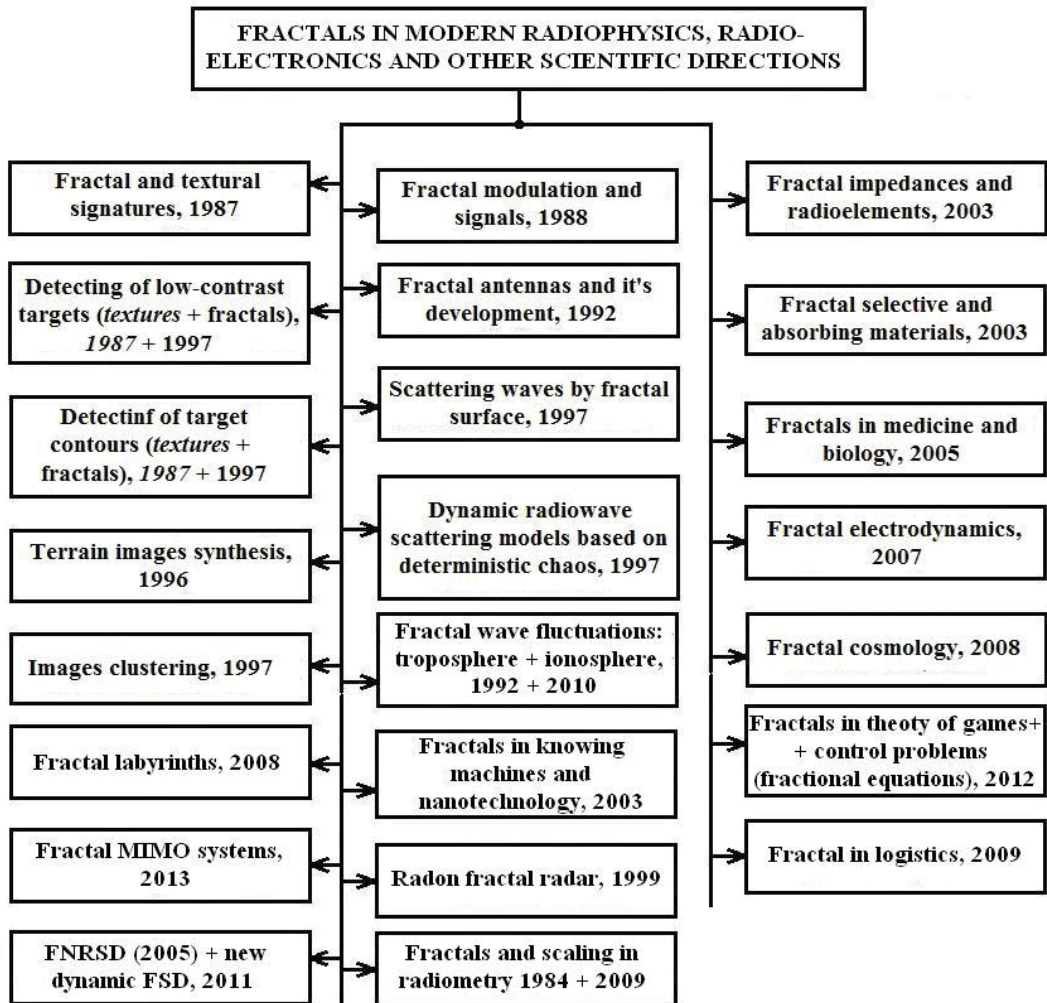 FRACTALS IN MODERN RADIOPHYSICS, RADIO-
ELECTRONICS AND OTHER SCIENTIFIC DIRECTIONS
Fractal and textural
signatures, 1987
Detecting of low-contrast
targets (textures + fractals),
1987 + 1997
Detectinf of target
contours (textures +
fractals), 1987 + 1997
Terrain images synthesis,
1996
Images clustering, 1997
Fractal labyrinths, 2008
Fractal MIMO systems,
2013
FNRSD (2005) + new
dynamic FSD, 2011
Fractal modulation and
signals, 1988
Fractal antennas and it's
development, 1992
Scattering waves by fractal
surface, 1997
Dynamic radiowave
scattering models based on
deterministic chaos, 1997
Fractal wave fluctuations:
troposphere + ionosphere,
1992 + 2010
Fractals in knowing
machines and
nanotechnology, 2003
Radon fractal radar, 1999
Fractals and scaling in
radiometry 1984 + 2009
Fractal impedances and
radioelements, 2003
Fractal selective and
absorbing materials, 2003
Fractals in medicine and
biology, 2005
Fractal electrodynamics,
2007
Fractal cosmology, 2008
Fractals in theoty of games+
+ control problems
(fractional equations), 2012
Fractal in logistics, 2009